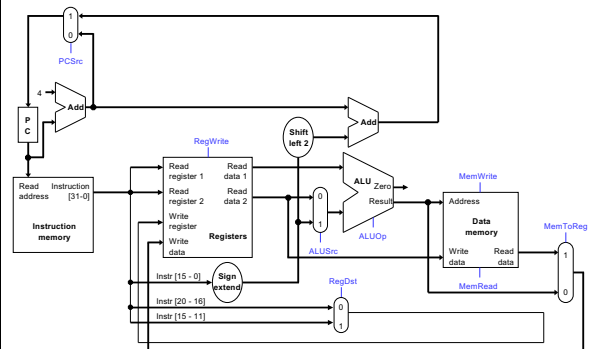 1
0
PCSrc
4
Add
P
C
Add
Shift
left 2
RegWrite
Read
address
Instruction
[31-0]
Instruction
memory
Read
register 1
Read
data 1
Read
register 2
Read
data 2
Write
register
Write
data
Registers
0
1
ALUSrc
ALU
Zero
Result
ALUOp
MemWrite
Address
Data
memory
Write
data
Read
data
MemRead
MemToReg
1
0
Instr [15 - 0]
Sign
extend
RegDst
Instr [20 - 16]
0
Instr [15 - 11]
1